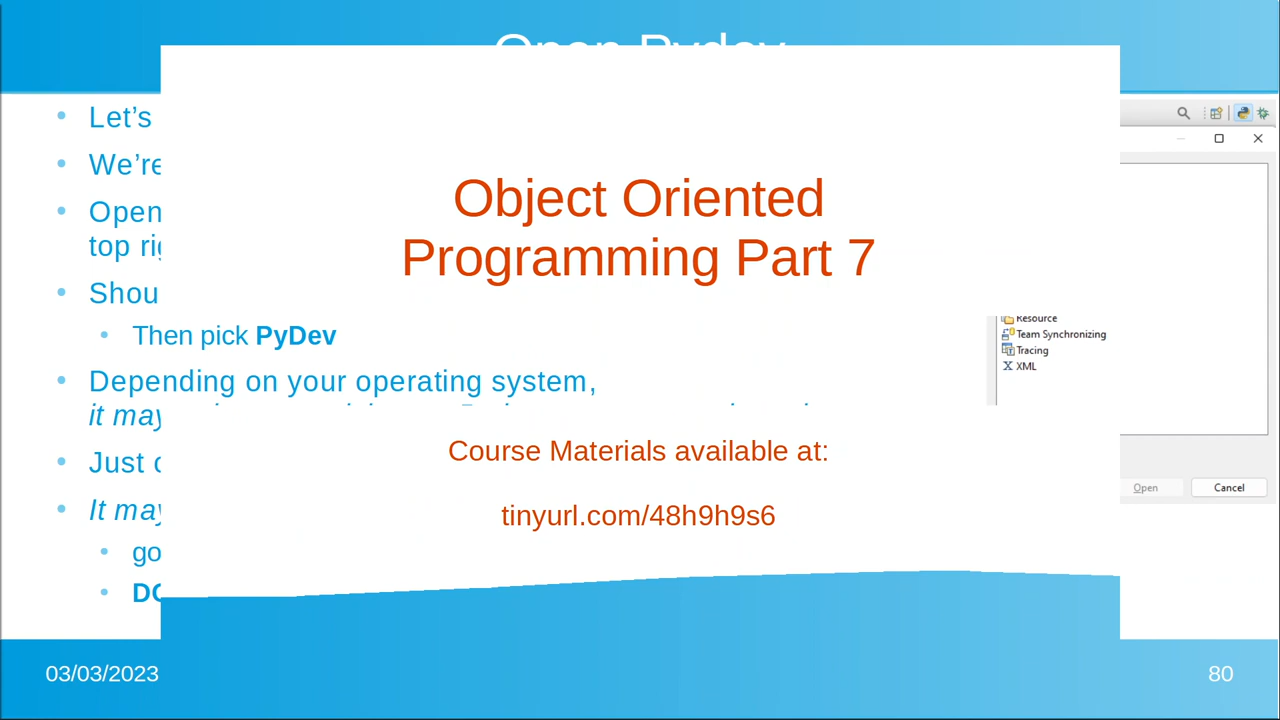 Open Pydev
Let’s
We’re
Object Oriented
Programming Part 7
Open
top
Resource
Team Synchronizing
Tracing
XML
Then pick PyDev
Depending on your operating system,
it may
Just
Course Materials available at:
Open
Cancel
It may
tinyurl.com/48h9h9s6
go
03/03/2023
80